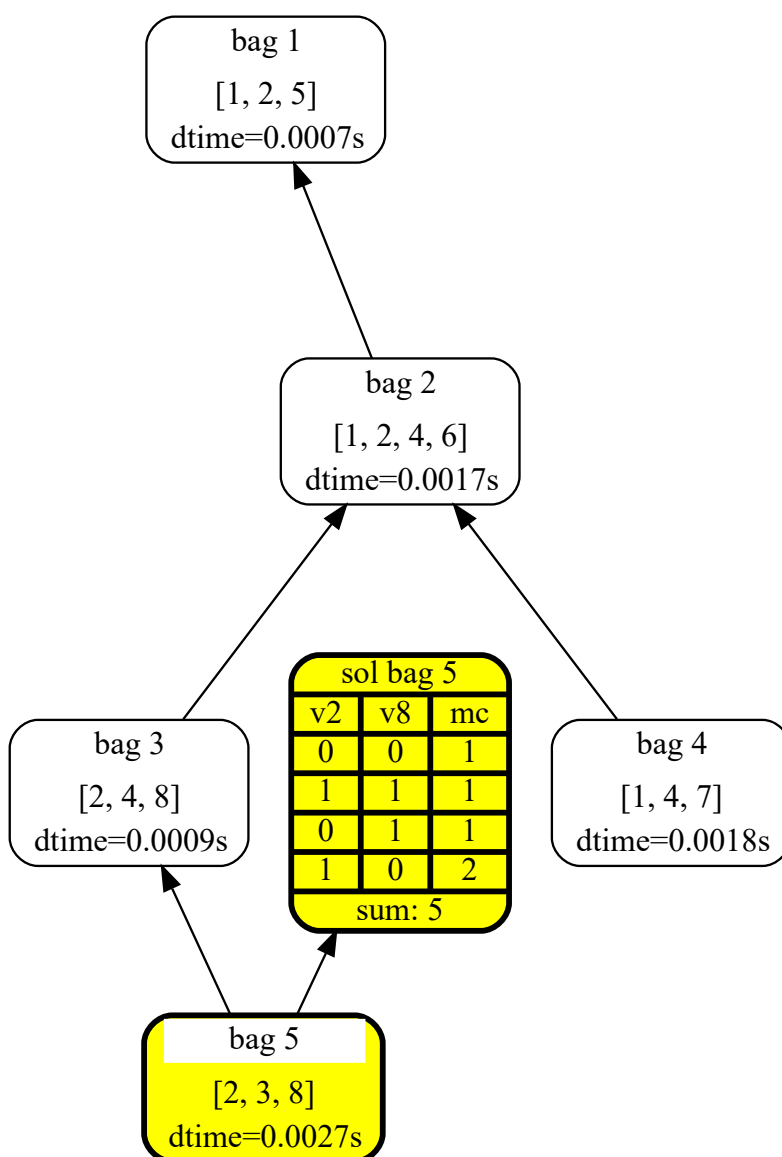 bag 1
[1, 2, 5]
dtime=0.0007s
bag 2
[1, 2, 4, 6]
dtime=0.0017s
sol bag 5
v2 v8 mc
0 0 1
1 1 1
0 1 1
1 0 2
sum: 5
bag 3
[2, 4, 8]
dtime=0.0009s
bag 4
[1, 4, 7]
dtime=0.0018s
bag 5
[2, 3, 8]
dtime=0.0027s